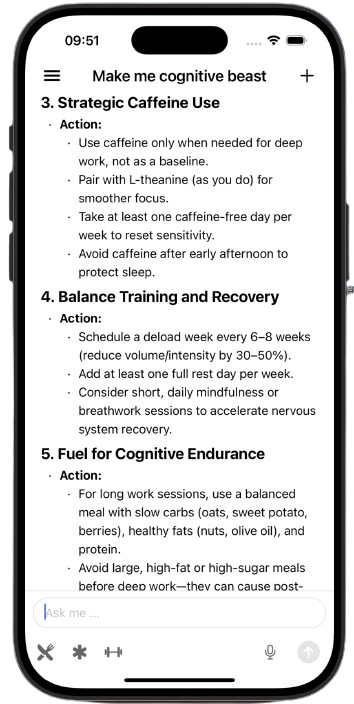 09:51
Make me cognitive beast
3. Strategic Caffeine Use
· Action:
· Use caffeine only when needed for deep
work, not as a baseline.
· Pair with L-theanine (as you do) for
smoother focus.
· Take at least one caffeine-free day per
week to reset sensitivity.
· Avoid caffeine after early afternoon to
protect sleep.
4. Balance Training and Recovery
· Action:
· Schedule a deload week every 6–8 weeks
(reduce volume/intensity by 30–50%).
· Add at least one full rest day per week.
· Consider short, daily mindfulness or
breathwork sessions to accelerate nervous
system recovery.
5. Fuel for Cognitive Endurance
· Action:
· For long work sessions, use a balanced
meal with slow carbs (oats, sweet potato,
berries), healthy fats (nuts, olive oil), and
protein.
· Avoid large, high-fat or high-sugar meals
before deep work—they can cause post-
Ask me ...